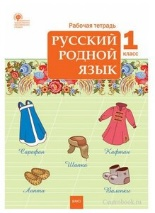 Рабочая тетрадь
РУССКИЙ
РОДНОЙ
ЯЗЫК
1
класс
Сарафан
Кафтан
Шапка
Лапти
Валенки